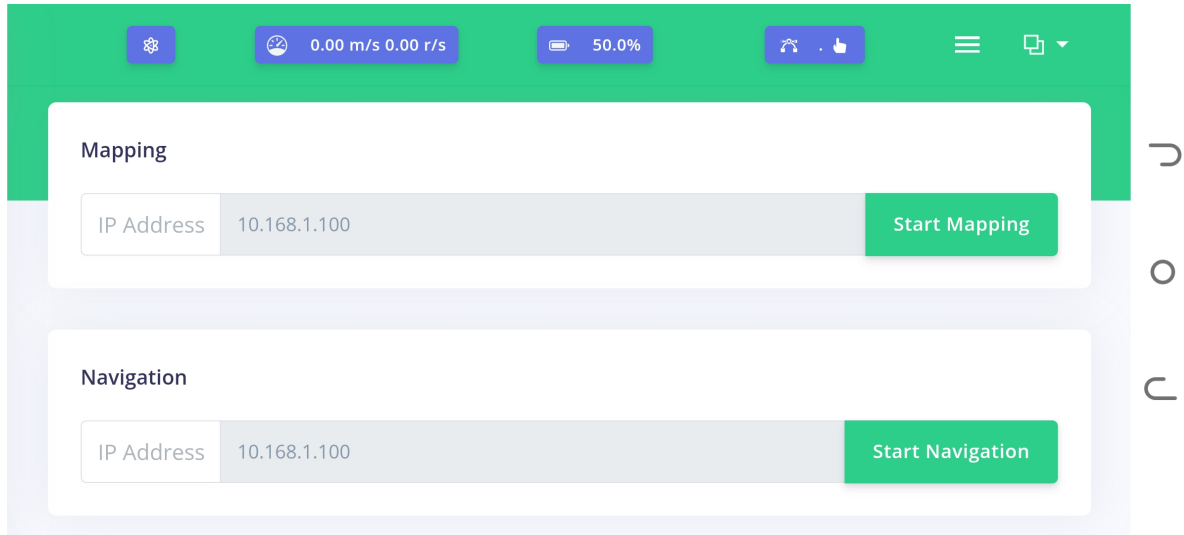 0.00 m/s 0.00 r/s 50.0% .
Mapping
IP Address 10.168.1.100 Start Mapping
Navigation
IP Address 10.168.1.100 Start Navigation